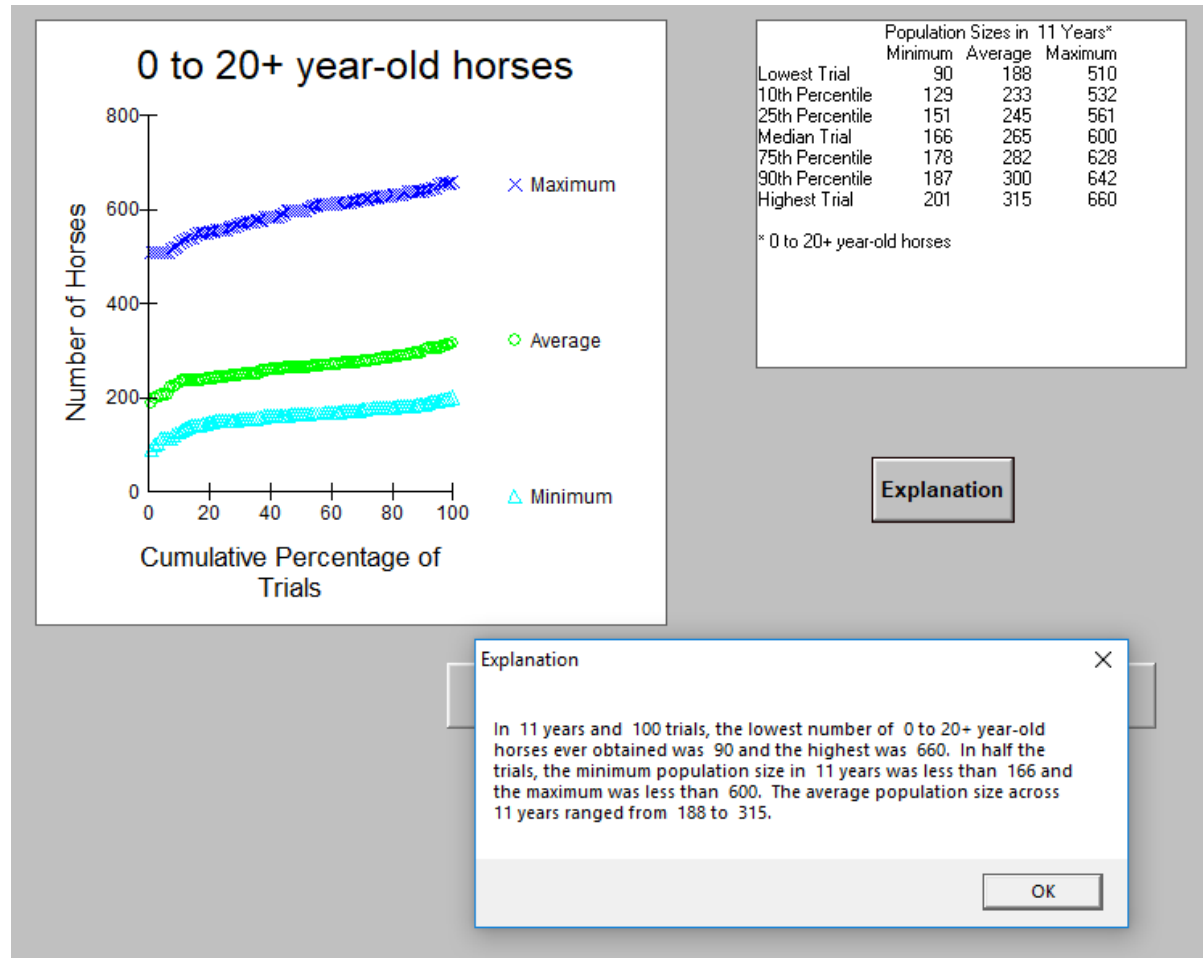 0 to 20+ year-old horses
800
600
400
200
0
Number of Horses
0 20 40 60 80 100
Cumulative Percentage of
Trials
Maximum
Average
Minimum
Population Sizes in 11 Years*
Minimum Average Maximum
Lowest Trial 90 188 510
10th Percentile 129 233 532
25th Percentile 151 245 561
Median Trial 166 265 600
75th Percentile 178 282 628
90th Percentile 187 300 642
Highest Trial 201 315 660
* 0 to 20+ year-old horses
Explanation
Explanation
In 11 years and 100 trials, the lowest number of 0 to 20+ year-old
horses ever obtained was 90 and the highest was 660. In half the
trials, the minimum population size in 11 years was less than 166 and
the maximum was less than 600. The average population size across
11 years ranged from 188 to 315.
OK